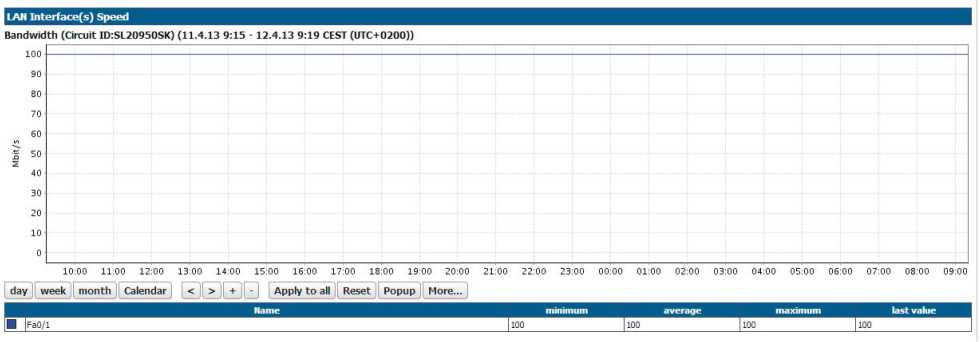 LAN Interface(s) Speed
Bandwidth (Circuit ID:SL20950SK) (11.4.13 9:15 - 12.4.13 9:19 CEST (UTC+0200))
100
90
80
70
60
50
40
30
20
10
0
Mbit/s
10:00 11:00 12:00 13:00 14:00 15:00 16:00 17:00 18:00 19:00 20:00 21:00 22:00 23:00 00:00 01:00 02:00 03:00 04:00 05:00 06:00 07:00 08:00 09:00
day week month Calendar < > + - Apply to all Reset Popup More...
Name minimum average maximum last value
Fa0/1 100 100 100 100